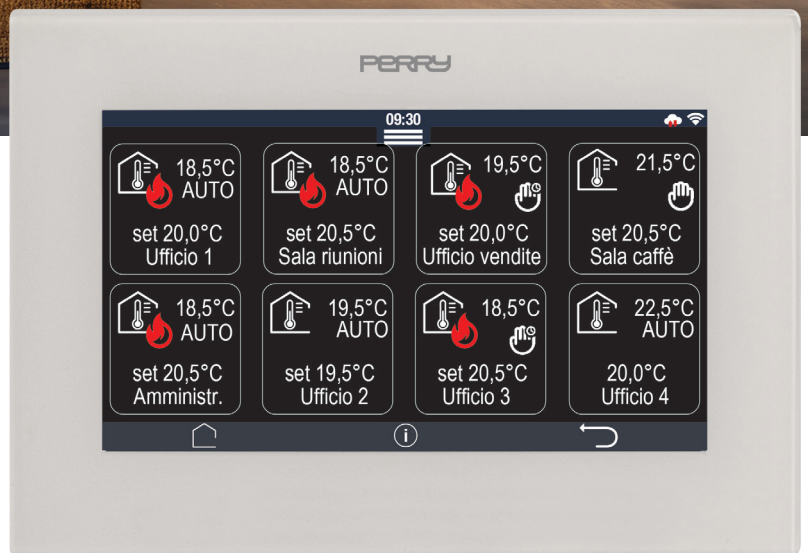 PERRY
09:30
18,5°C
AUTO
set 20,0°C
Ufficio 1
18,5°C
AUTO
set 20,5°C
Sala riunioni
19,5°C
set 20,0°C
Ufficio vendite
21,5°C
set 20,5°C
Sala caffè
18,5°C
AUTO
set 20,5°C
Amministr.
19,5°C
AUTO
set 19,5°C
Ufficio 2
18,5°C
set 20,5°C
Ufficio 3
22,5°C
AUTO
20,0°C
Ufficio 4